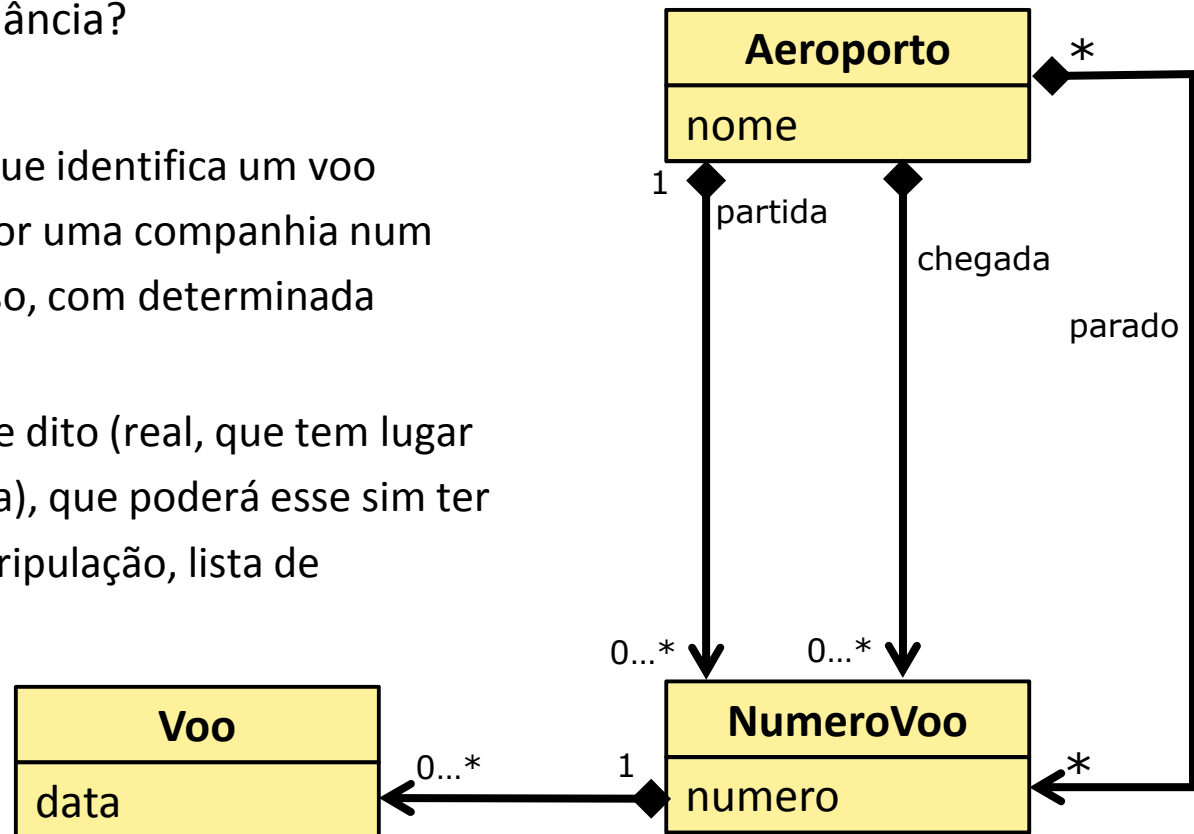 ância?
ue identifica um voo
or uma companhia num
so, com determinada
e dito (real, que tem lugar
a), que poderá esse sim ter
ripulação, lista de
Aeroporto
*
nome
1
partida
chegada
parado
0...*
0...*
Voo
NumeroVoo
0...*
1
*
data
numero